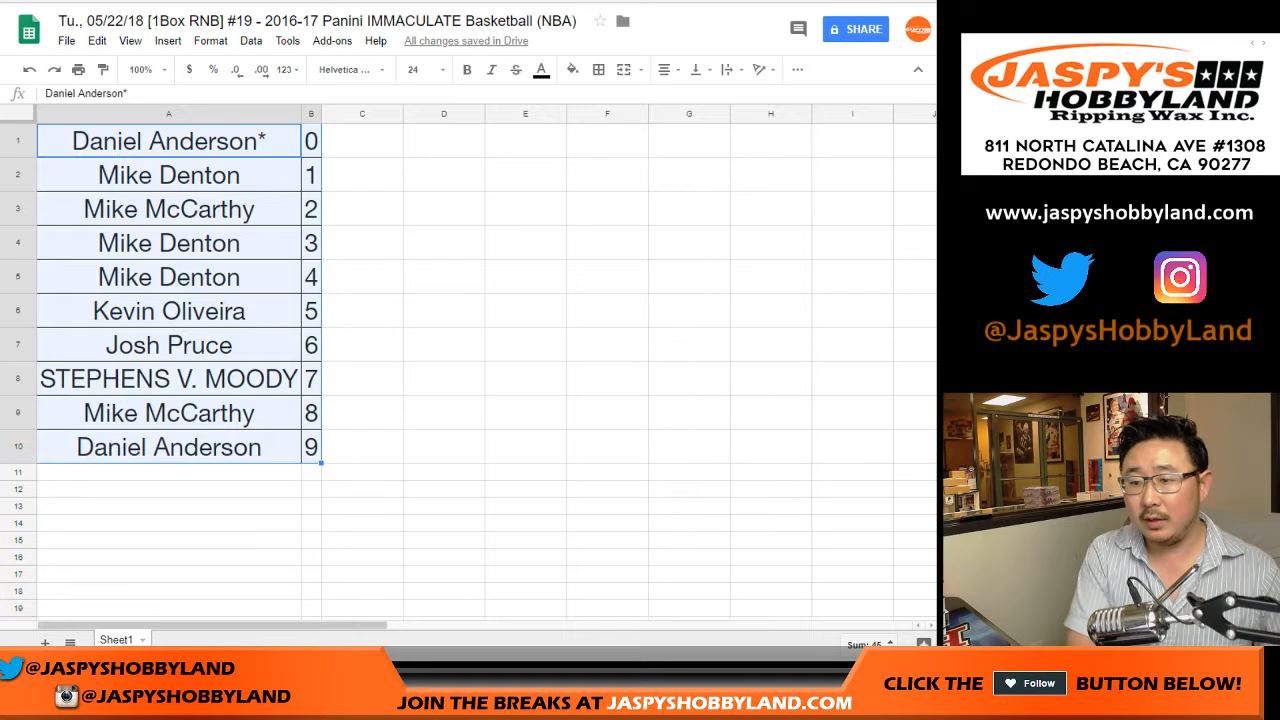 Tu., 05/22/18 [1Box RNB] #19 - 2016-17 Panini IMMACULATE Basketball (NBA)
File Edit View Insert Format Data Tools Add-ons Help All changes saved in Drive
SHARE
100% $ % .0 .00 123 Helvetica ... 24 B I S A
fx Daniel Anderson*
A B C D E F G H I J
1 Daniel Anderson* 0
2 Mike Denton 1
3 Mike McCarthy 2
4 Mike Denton 3
5 Mike Denton 4
6 Kevin Oliveira 5
7 Josh Pruce 6
8 STEPHENS V. MOODY 7
9 Mike McCarthy 8
10 Daniel Anderson 9
11
12
13
14
15
16
17
18
19
Sheet1
Sum: 45
JASPY'S
HOBBYLAND
Ripping Wax Inc.
811 NORTH CATALINA AVE #1308
REDONDO BEACH, CA 90277
www.jaspyshobbyland.com
@JaspysHobbyLand
@JASPYSHOBBYLAND
@JASPYSHOBBYLAND
JOIN THE BREAKS AT JASPYSHOBBYLAND.COM
CLICK THE Follow BUTTON BELOW!